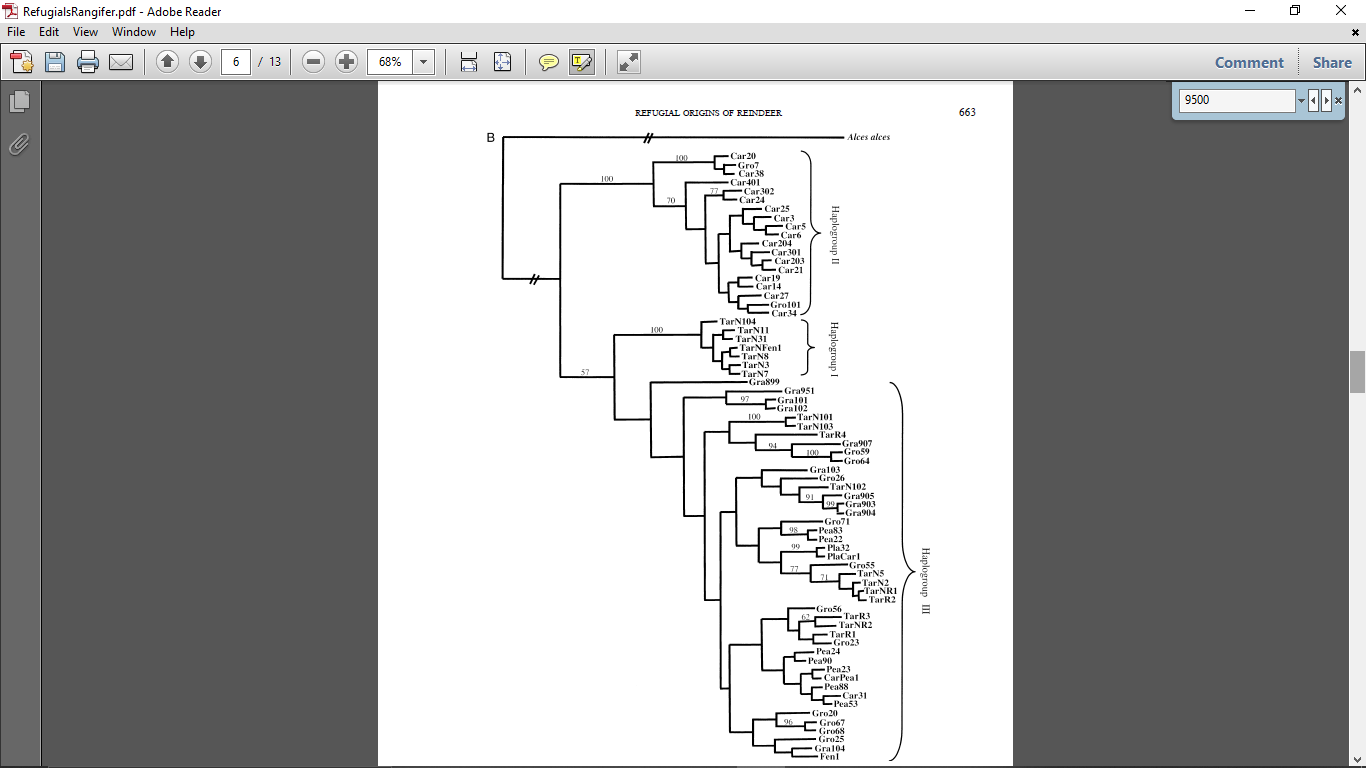 RefugialsRangifer.pdf - Adobe Reader
File Edit View Window Help
6 / 13 68% Comment Share
9500
REFUGIAL ORIGINS OF REINDEER 663
B
Alces alces
100
Car20
Gro7
Car38
100
Car401
77
Car302
70
Car24
Car25
Car3
Car5
Car6
Car204
Car301
Car203
Car21
Car19
Car14
Car27
Gro101
Car34
Haplogroup II
TarN104
100
TarN11
TarN31
TarNFen1
TarN8
TarN3
TarN7
Haplogroup I
57
Gra899
Gra951
97
Gra101
Gra102
100
TarN101
TarN103
TarR4
94
Gra907
100
Gro59
Gro64
Gra103
Gro26
TarN102
91
Gra905
99
Gra903
Gra904
Gro71
98
Pea83
Pea22
99
Pla32
PlaCar1
77
Gro55
71
TarN5
TarN2
TarNR1
TarR2
Haplogroup III
Gro56
62
TarR3
TarNR2
TarR1
Gro23
Pea24
Pea90
Pea23
CarPea1
Pea88
Car31
Pea53
Gro20
96
Gro67
Gro68
Gro25
Gra104
Fen1